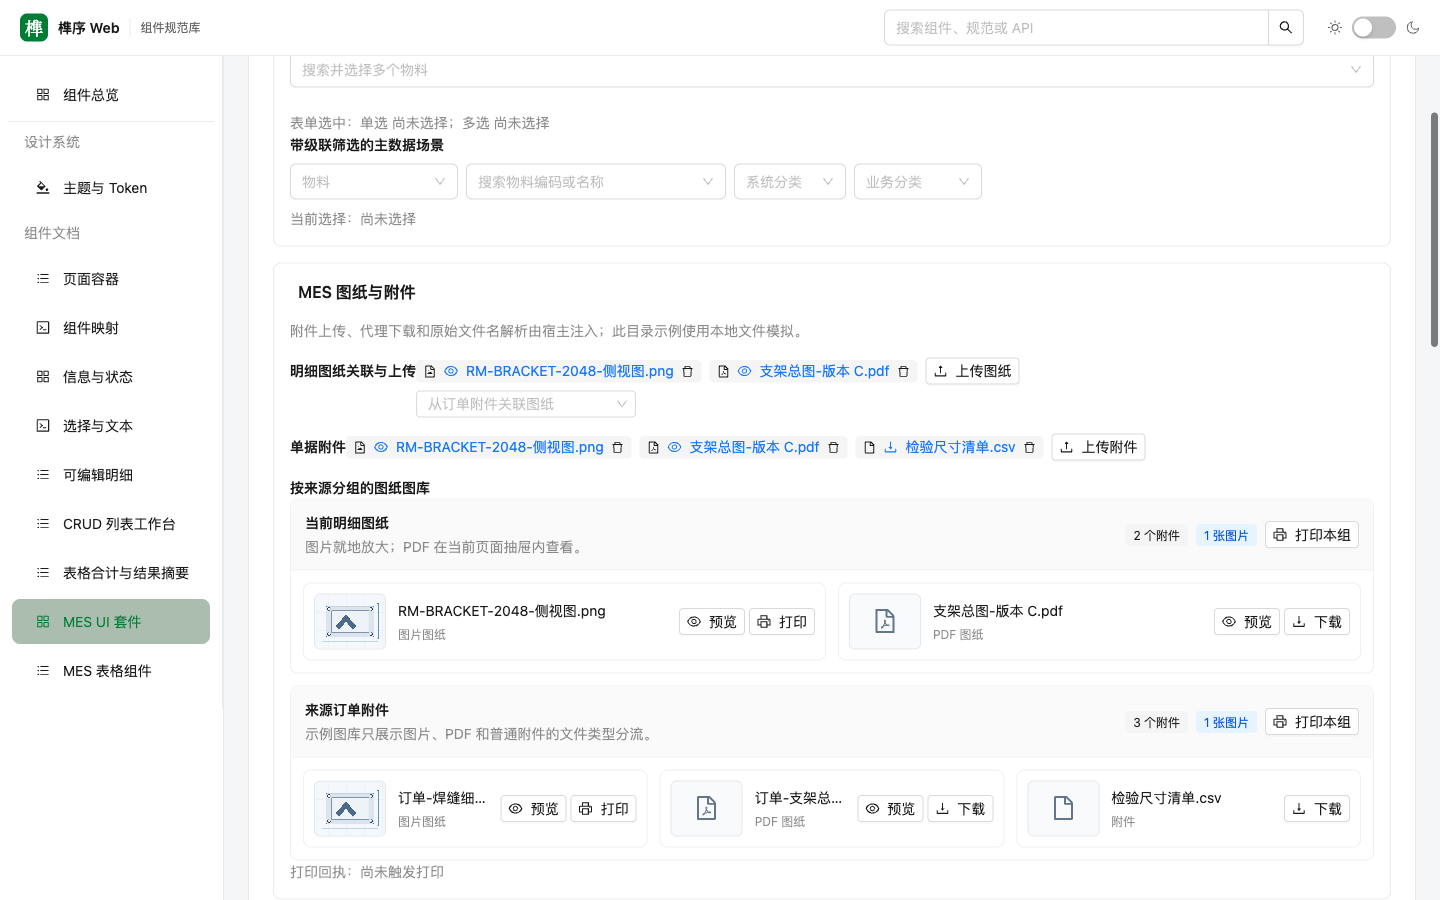 榫 榫序 Web 组件规范库 搜索组件、规范或 API
组件总览
设计系统
主题与 Token
组件文档
页面容器
组件映射
信息与状态
选择与文本
可编辑明细
CRUD 列表工作台
表格合计与结果摘要
MES UI 套件
MES 表格组件
搜索并选择多个物料
表单选中：单选 尚未选择；多选 尚未选择
带级联筛选的主数据场景
物料 搜索物料编码或名称 系统分类 业务分类
当前选择：尚未选择
MES 图纸与附件
附件上传、代理下载和原始文件名解析由宿主注入；此目录示例使用本地文件模拟。
明细图纸关联与上传 RM-BRACKET-2048-侧视图.png 支架总图-版本 C.pdf 上传图纸
从订单附件关联图纸
单据附件 RM-BRACKET-2048-侧视图.png 支架总图-版本 C.pdf 检验尺寸清单.csv 上传附件
按来源分组的图纸图库
当前明细图纸
图片就地放大；PDF 在当前页面抽屉内查看。
2 个附件 1 张图片 打印本组
RM-BRACKET-2048-侧视图.png
图片图纸
预览 打印
支架总图-版本 C.pdf
PDF 图纸
预览 下载
来源订单附件
示例图库只展示图片、PDF 和普通附件的文件类型分流。
3 个附件 1 张图片 打印本组
订单-焊缝细...
图片图纸
预览 打印
订单-支架总...
PDF 图纸
预览 下载
检验尺寸清单.csv
附件
下载
打印回执：尚未触发打印